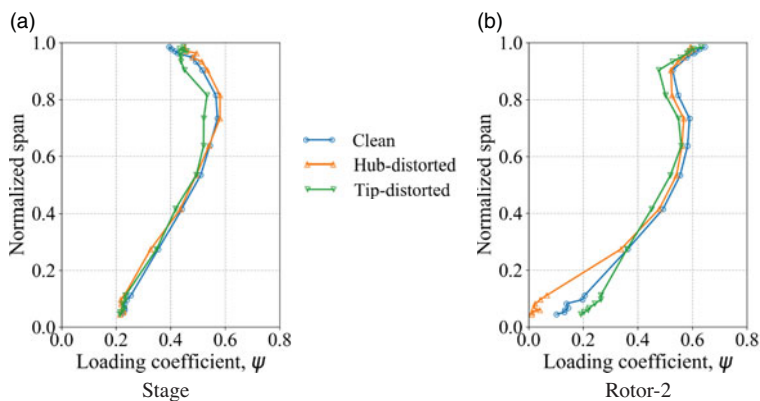 (a)
1.0
0.8
0.6
0.4
0.2
0.0
Normalized span
0.0 0.2 0.4 0.6 0.8
Loading coefficient, ψ
Stage
Clean
Hub-distorted
Tip-distorted
(b)
1.0
0.8
0.6
0.4
0.2
0.0
Normalized span
0.0 0.2 0.4 0.6 0.8
Loading coefficient, ψ
Rotor-2